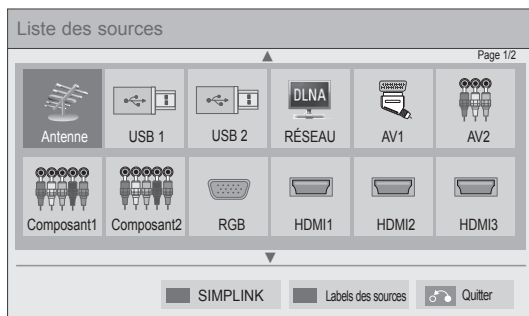 Liste des sources
Page 1/2
DLNA
Antenne USB 1 USB 2 RÉSEAU AV1 AV2
Composant1 Composant2 RGB HDMI1 HDMI2 HDMI3
SIMPLINK Labels des sources Quitter